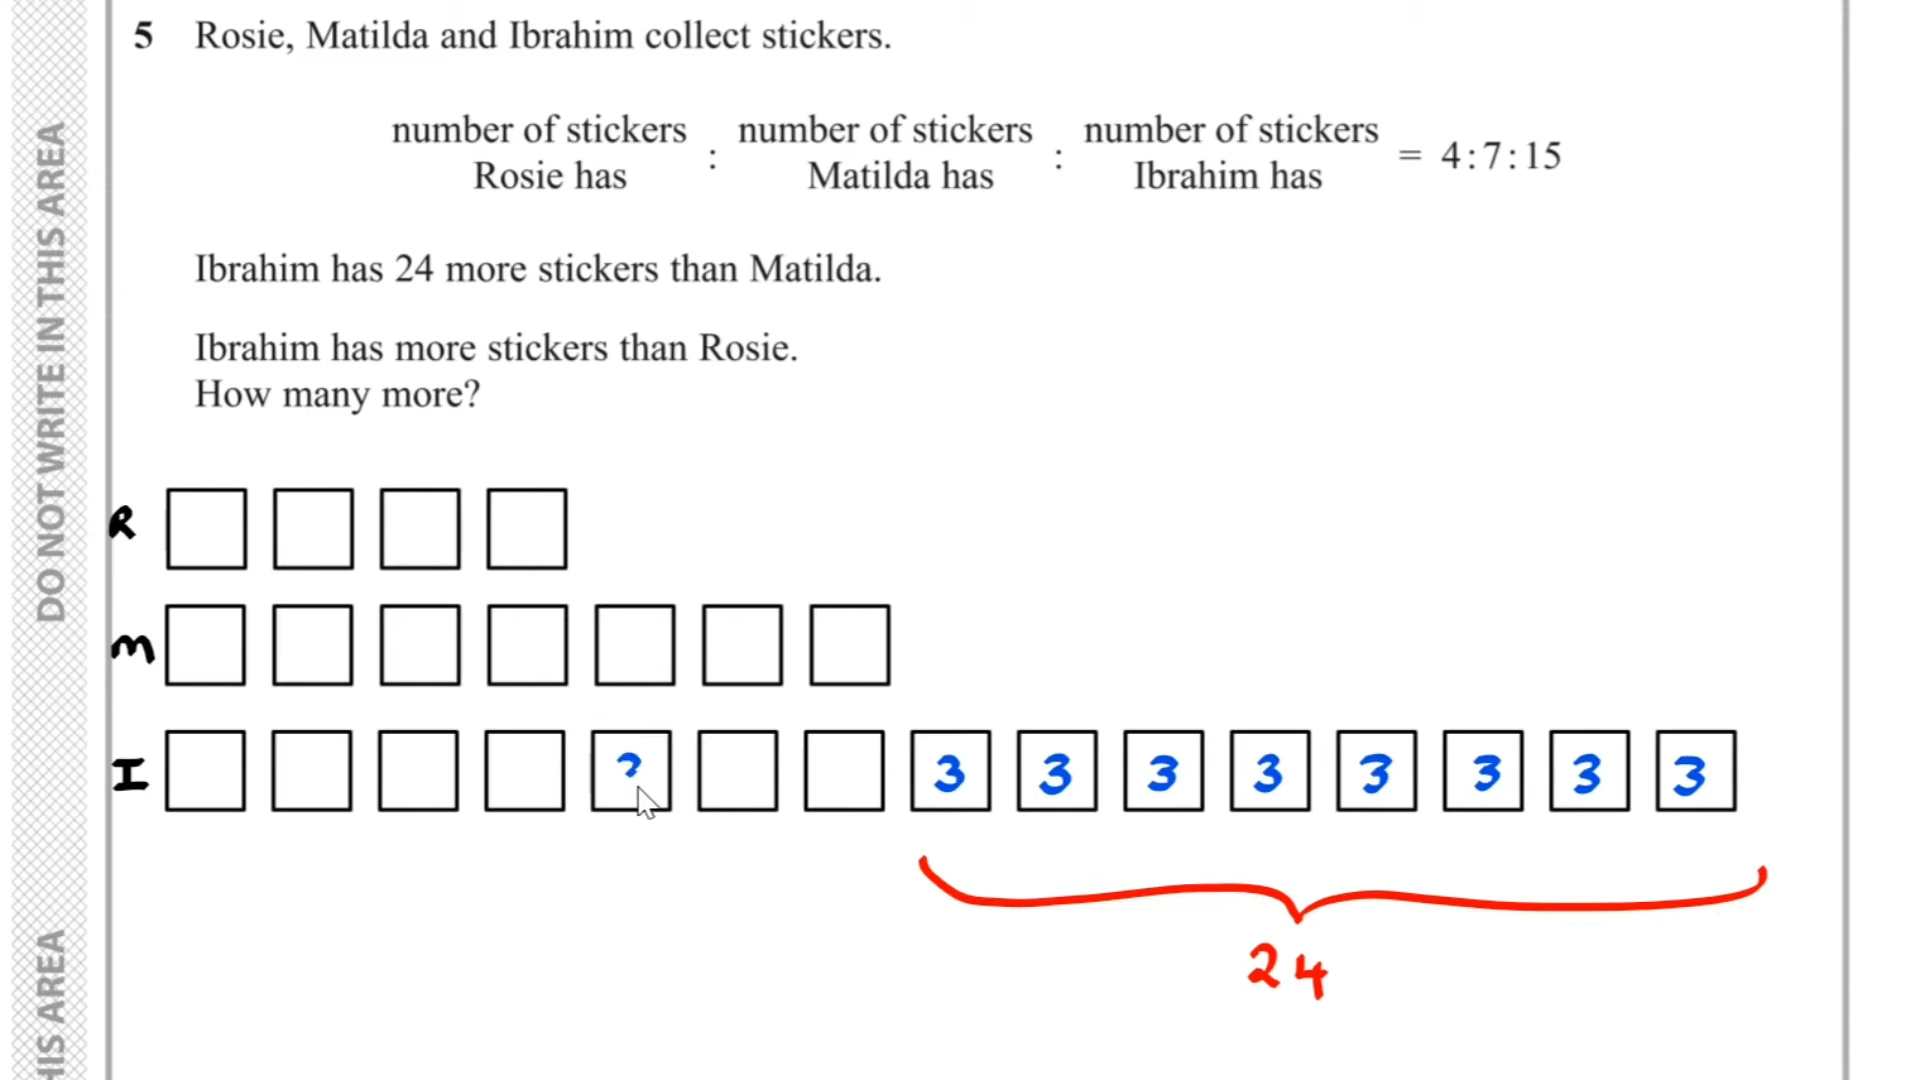 DO NOT WRITE IN THIS AREA
HIS AREA
5 Rosie, Matilda and Ibrahim collect stickers.
number of stickers Rosie has : number of stickers Matilda has : number of stickers Ibrahim has = 4 : 7 : 15
Ibrahim has 24 more stickers than Matilda.
Ibrahim has more stickers than Rosie.
How many more?
R
M
I 3 3 3 3 3 3 3 3
24